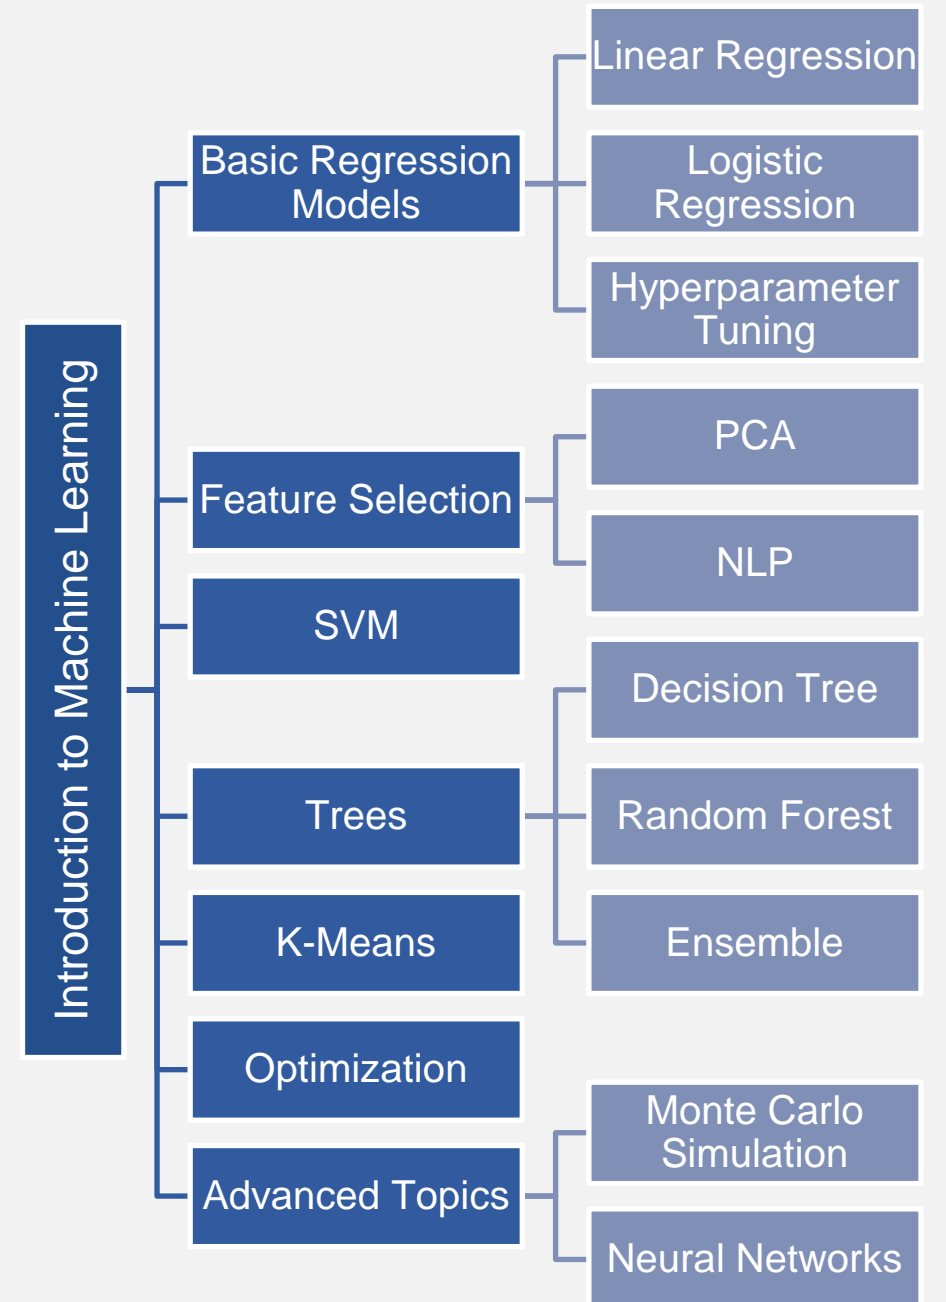 Introduction to Machine Learning
Basic Regression
Models
Linear Regression
Logistic
Regression
Hyperparameter
Tuning
Feature Selection
PCA
NLP
SVM
Trees
Decision Tree
Random Forest
Ensemble
K-Means
Optimization
Advanced Topics
Monte Carlo
Simulation
Neural Networks